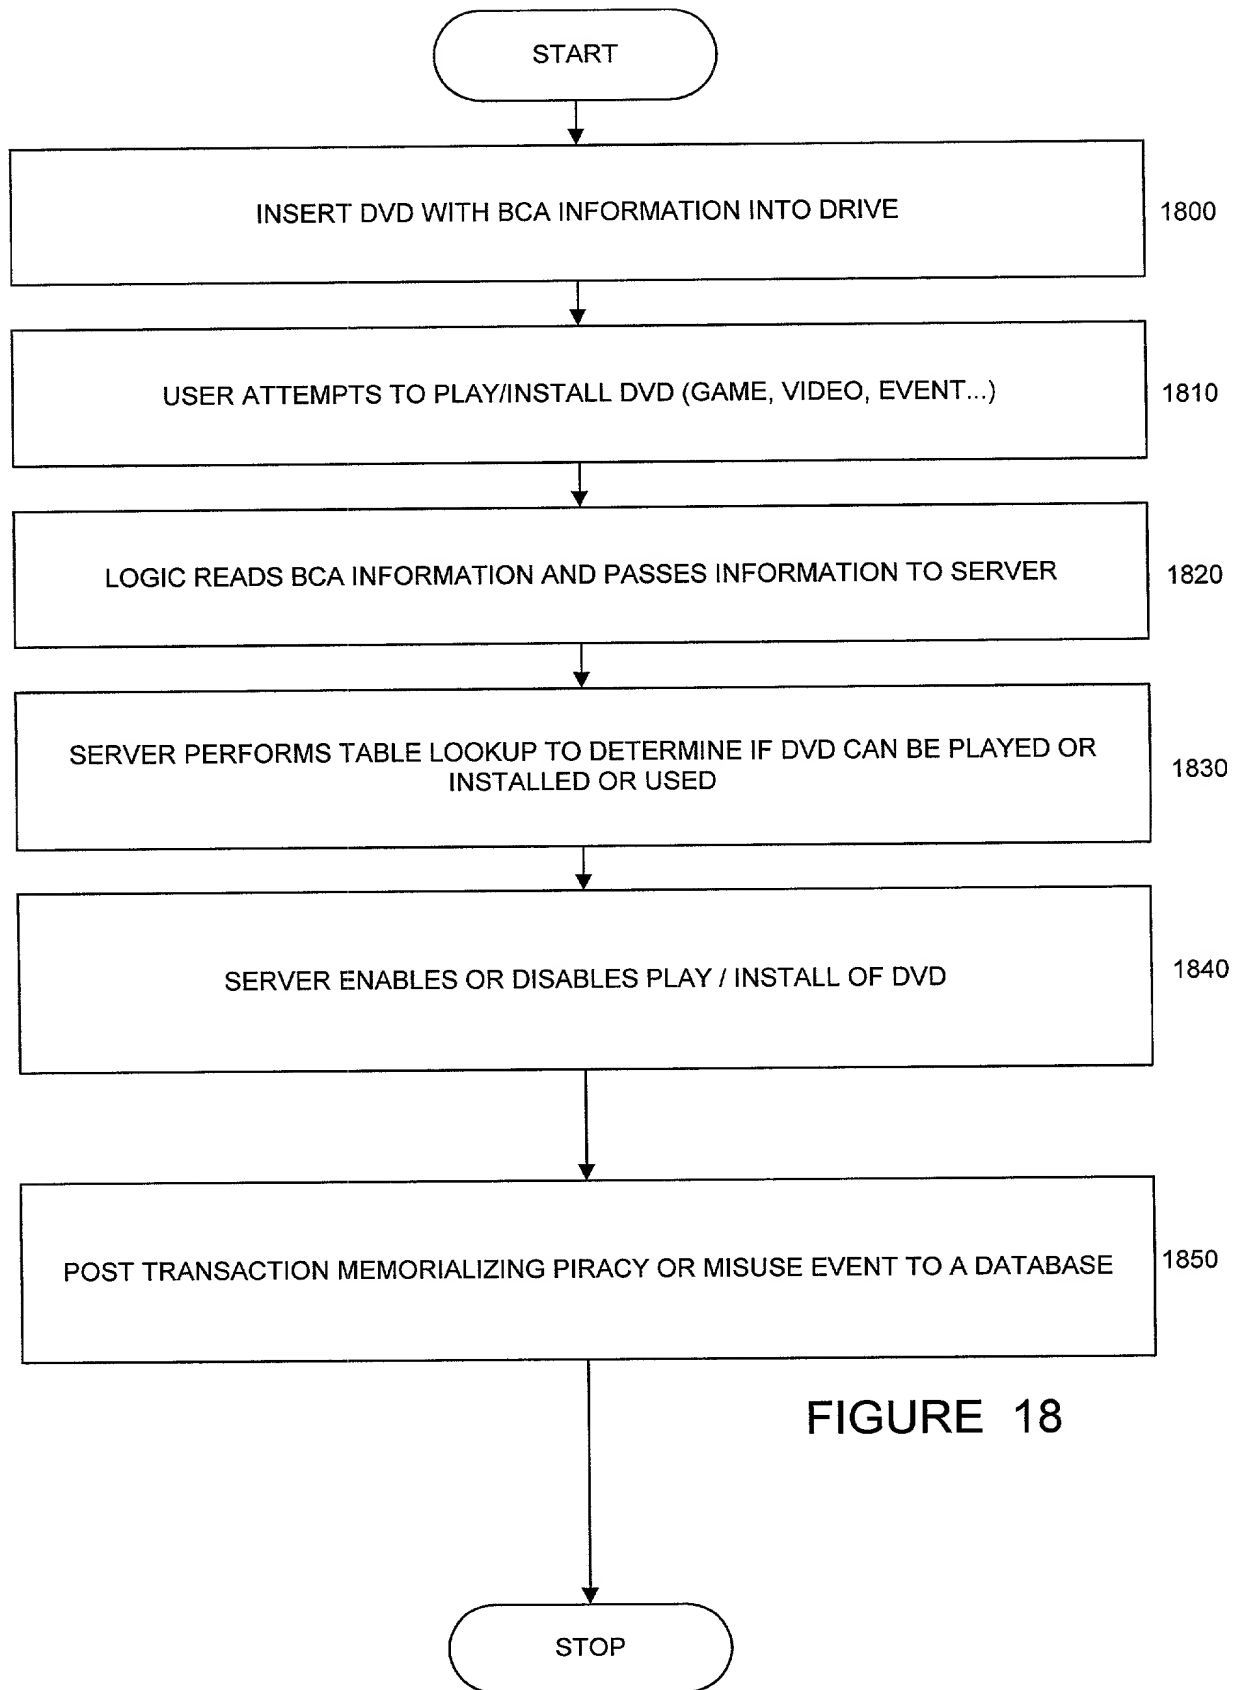 START
INSERT DVD WITH BCA INFORMATION INTO DRIVE
1800
USER ATTEMPTS TO PLAY/INSTALL DVD (GAME, VIDEO, EVENT...)
1810
LOGIC READS BCA INFORMATION AND PASSES INFORMATION TO SERVER
1820
SERVER PERFORMS TABLE LOOKUP TO DETERMINE IF DVD CAN BE PLAYED OR
INSTALLED OR USED
1830
SERVER ENABLES OR DISABLES PLAY / INSTALL OF DVD
1840
POST TRANSACTION MEMORIALIZING PIRACY OR MISUSE EVENT TO A DATABASE
1850
FIGURE 18
STOP